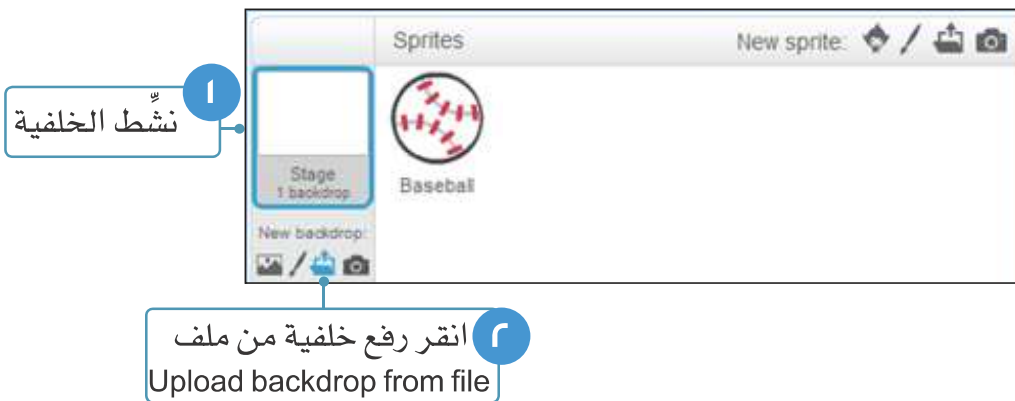 Sprites
New sprite:
١
نشِّط الخلفية
Stage
1 backdrop
Baseball
New backdrop:
٢
انقر رفع خلفية من ملف
Upload backdrop from file